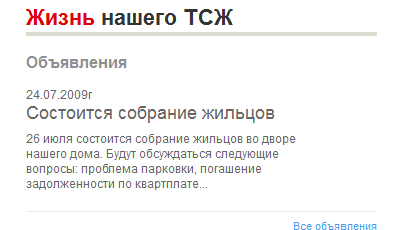 Жизнь нашего ТСЖ
Объявления
24.07.2009г
Состоится собрание жильцов
26 июля состоится собрание жильцов во дворе
нашего дома. Будут обсуждаться следующие
вопросы: проблема парковки, погашение
задолженности по квартплате...
Все объявления